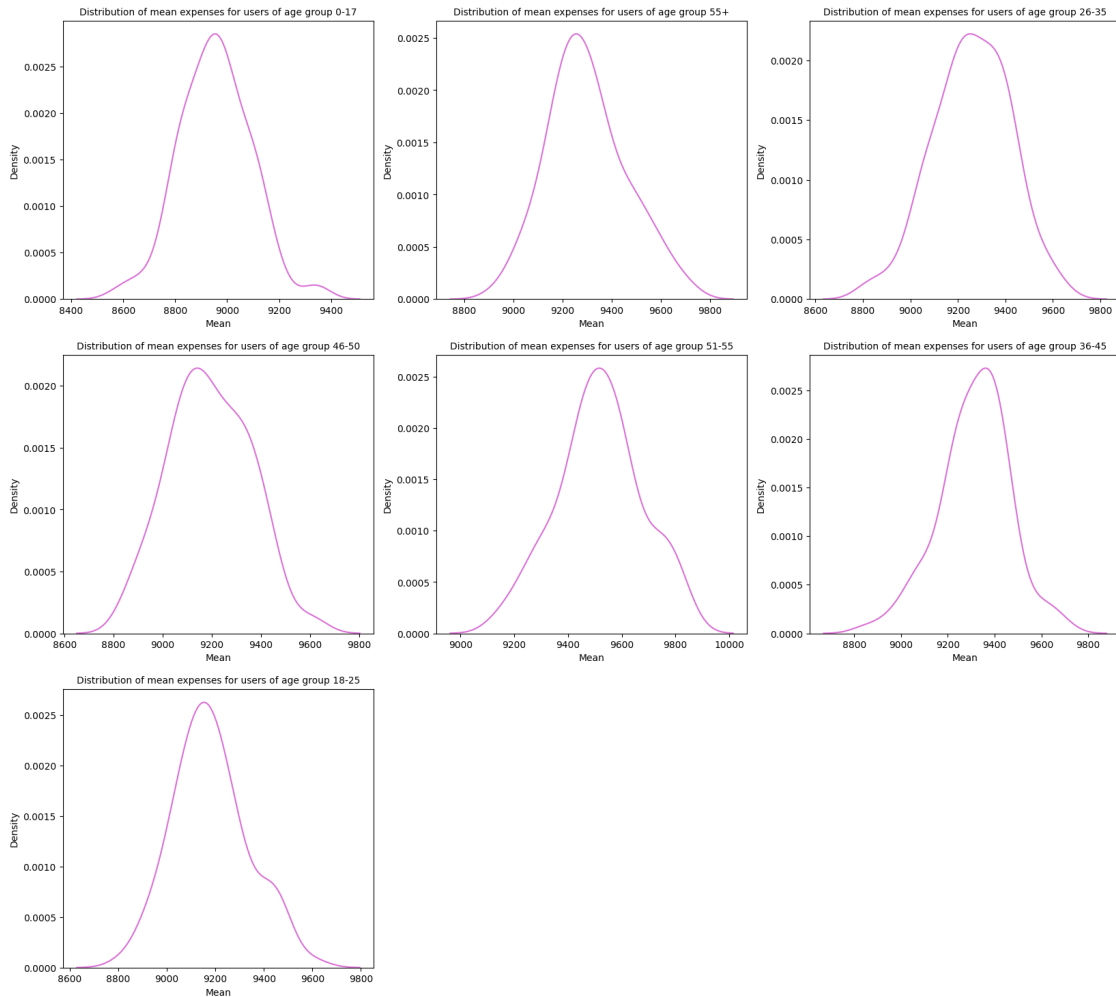 Distribution of mean expenses for users of age group 0-17
0.0025
0.0020
0.0015
0.0010
0.0005
0.0000
Density
8400 8600 8800 9000 9200 9400
Mean
Distribution of mean expenses for users of age group 55+
0.0025
0.0020
0.0015
0.0010
0.0005
0.0000
Density
8800 9000 9200 9400 9600 9800
Mean
Distribution of mean expenses for users of age group 26-35
0.0020
0.0015
0.0010
0.0005
0.0000
Density
8600 8800 9000 9200 9400 9600 9800
Mean
Distribution of mean expenses for users of age group 46-50
0.0020
0.0015
0.0010
0.0005
0.0000
Density
8600 8800 9000 9200 9400 9600 9800
Mean
Distribution of mean expenses for users of age group 51-55
0.0025
0.0020
0.0015
0.0010
0.0005
0.0000
Density
9000 9200 9400 9600 9800 10000
Mean
Distribution of mean expenses for users of age group 36-45
0.0025
0.0020
0.0015
0.0010
0.0005
0.0000
Density
8800 9000 9200 9400 9600 9800
Mean
Distribution of mean expenses for users of age group 18-25
0.0025
0.0020
0.0015
0.0010
0.0005
0.0000
Density
8600 8800 9000 9200 9400 9600 9800
Mean